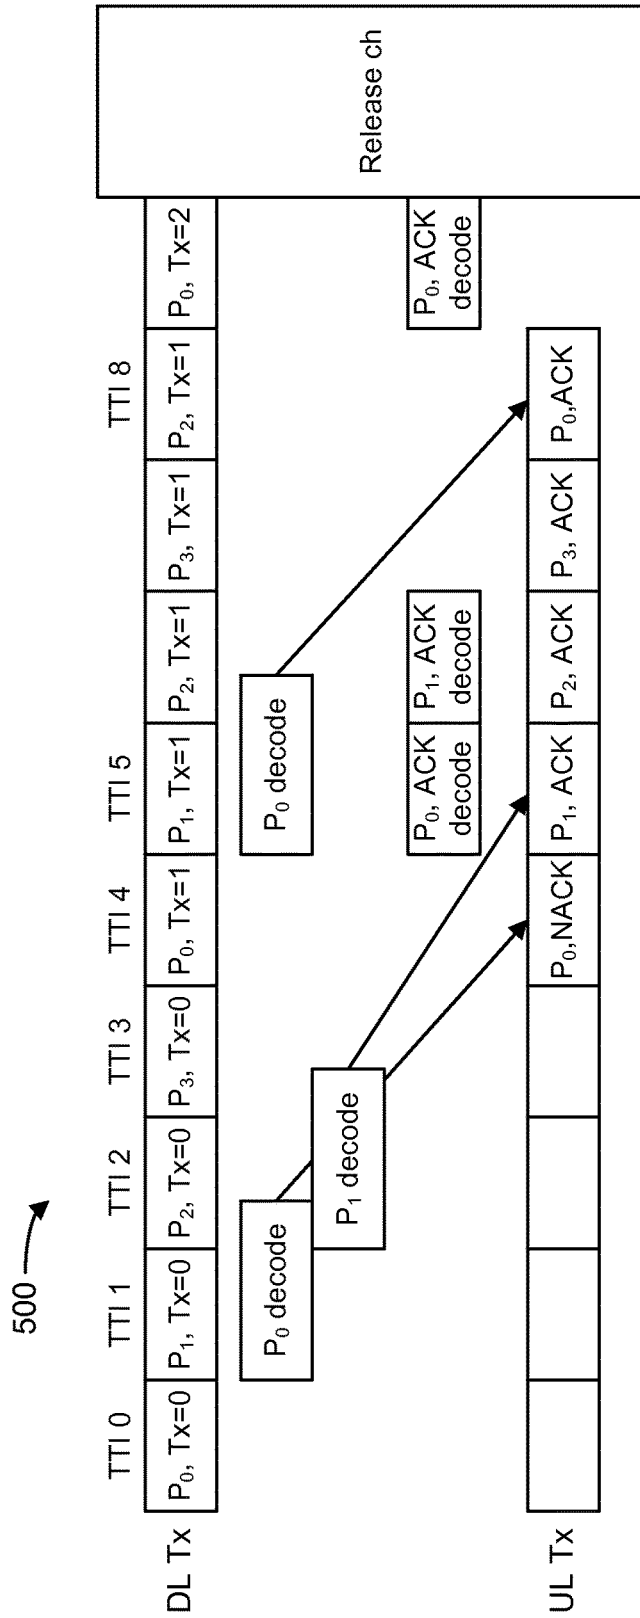 500
TTI 0 TTI 1 TTI 2 TTI 3 TTI 4 TTI 5 TTI 8
DL Tx P₀, Tx=0 P₁, Tx=0 P₂, Tx=0 P₃, Tx=0 P₀, Tx=1 P₁, Tx=1 P₂, Tx=1 P₃, Tx=1 P₂, Tx=1 P₀, Tx=2
P₀ decode P₀ decode
P₁ decode
Release ch
P₀, ACK P₁, ACK P₀, ACK
decode decode decode
UL Tx P₀,NACK P₁, ACK P₂, ACK P₃, ACK P₀,ACK